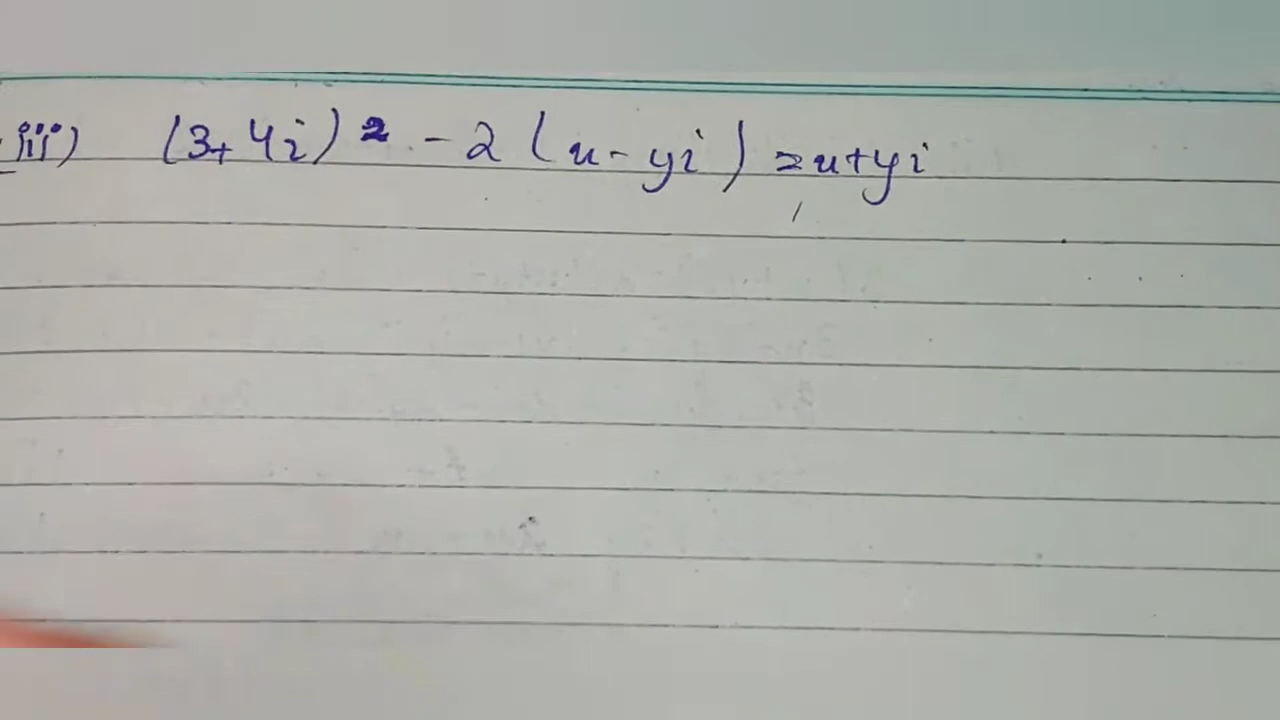 iii) (3+4i)² - 2(x-yi) = x+yi